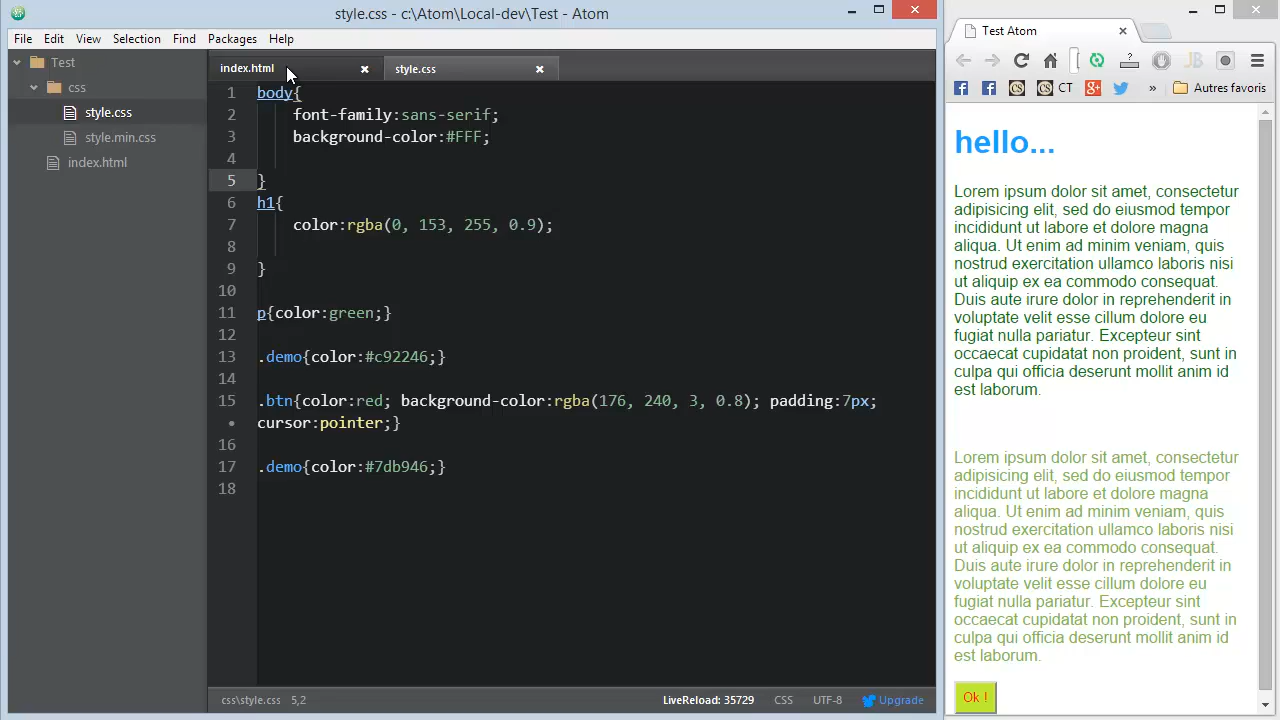 style.css - c:\Atom\Local-dev\Test - Atom
File Edit View Selection Find Packages Help
Test
css
style.css
style.min.css
index.html
index.html
style.css
1 body{
2 font-family:sans-serif;
3 background-color:#FFF;
4
5 }
6 h1{
7 color:rgba(0, 153, 255, 0.9);
8
9 }
10
11 p{color:green;}
12
13 .demo{color:#c92246;}
14
15 .btn{color:red; background-color:rgba(176, 240, 3, 0.8); padding:7px;
• cursor:pointer;}
16
17 .demo{color:#7db946;}
18
css\style.css 5,2 LiveReload: 35729 CSS UTF-8 Upgrade
Test Atom
CT » Autres favoris
hello...
Lorem ipsum dolor sit amet, consectetur
adipisicing elit, sed do eiusmod tempor
incididunt ut labore et dolore magna
aliqua. Ut enim ad minim veniam, quis
nostrud exercitation ullamco laboris nisi
ut aliquip ex ea commodo consequat.
Duis aute irure dolor in reprehenderit in
voluptate velit esse cillum dolore eu
fugiat nulla pariatur. Excepteur sint
occaecat cupidatat non proident, sunt in
culpa qui officia deserunt mollit anim id
est laborum.
Lorem ipsum dolor sit amet, consectetur
adipisicing elit, sed do eiusmod tempor
incididunt ut labore et dolore magna
aliqua. Ut enim ad minim veniam, quis
nostrud exercitation ullamco laboris nisi
ut aliquip ex ea commodo consequat.
Duis aute irure dolor in reprehenderit in
voluptate velit esse cillum dolore eu
fugiat nulla pariatur. Excepteur sint
occaecat cupidatat non proident, sunt in
culpa qui officia deserunt mollit anim id
est laborum.
Ok !